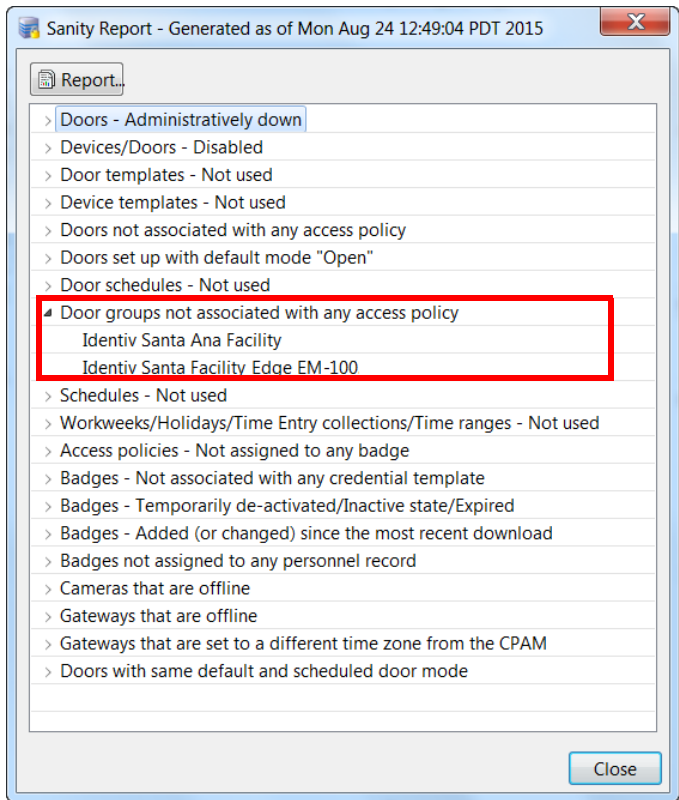 Sanity Report - Generated as of Mon Aug 24 12:49:04 PDT 2015
Report...
Doors - Administratively down
Devices/Doors - Disabled
Door templates - Not used
Device templates - Not used
Doors not associated with any access policy
Doors set up with default mode "Open"
Door schedules - Not used
Door groups not associated with any access policy
Identiv Santa Ana Facility
Identiv Santa Facility Edge EM-100
Schedules - Not used
Workweeks/Holidays/Time Entry collections/Time ranges - Not used
Access policies - Not assigned to any badge
Badges - Not associated with any credential template
Badges - Temporarily de-activated/Inactive state/Expired
Badges - Added (or changed) since the most recent download
Badges not assigned to any personnel record
Cameras that are offline
Gateways that are offline
Gateways that are set to a different time zone from the CPAM
Doors with same default and scheduled door mode
Close